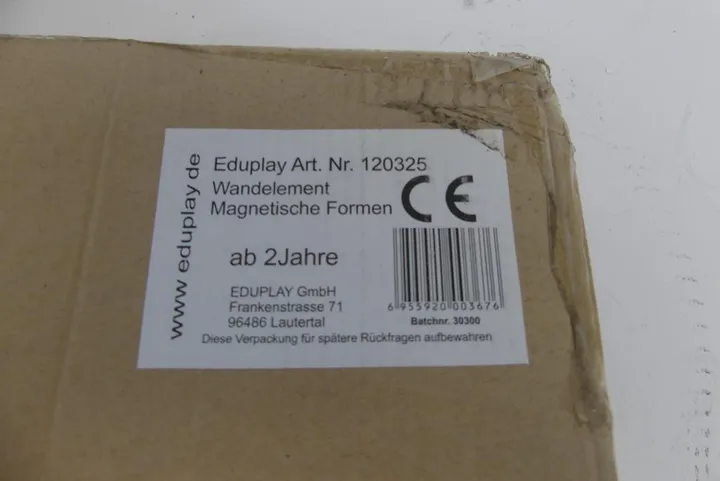 www.eduplay.de
Eduplay Art. Nr. 120325
Wandelement
Magnetische Formen
CE
ab 2Jahre
EDUPLAY GmbH
Frankenstrasse 71
96486 Lautertal
6 955920 003676
Batchnr. 30300
Diese Verpackung für spätere Rückfragen aufbewahren